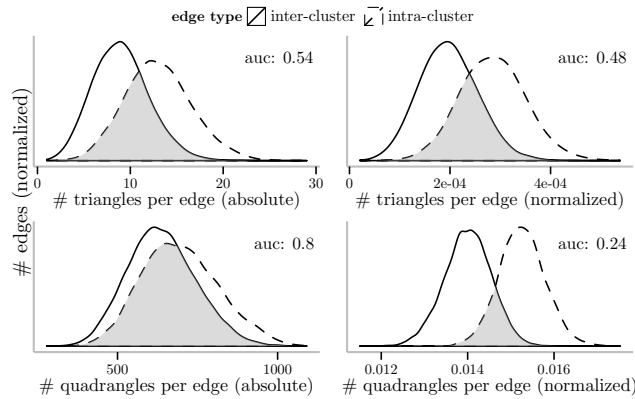 edge type inter-cluster intra-cluster
auc: 0.54
auc: 0.48
0 10 20 30
0 2e-04 4e-04
# triangles per edge (absolute)
# triangles per edge (normalized)
# edges (normalized)
auc: 0.8
auc: 0.24
500 1000
0.012 0.014 0.016
# quadrangles per edge (absolute)
# quadrangles per edge (normalized)